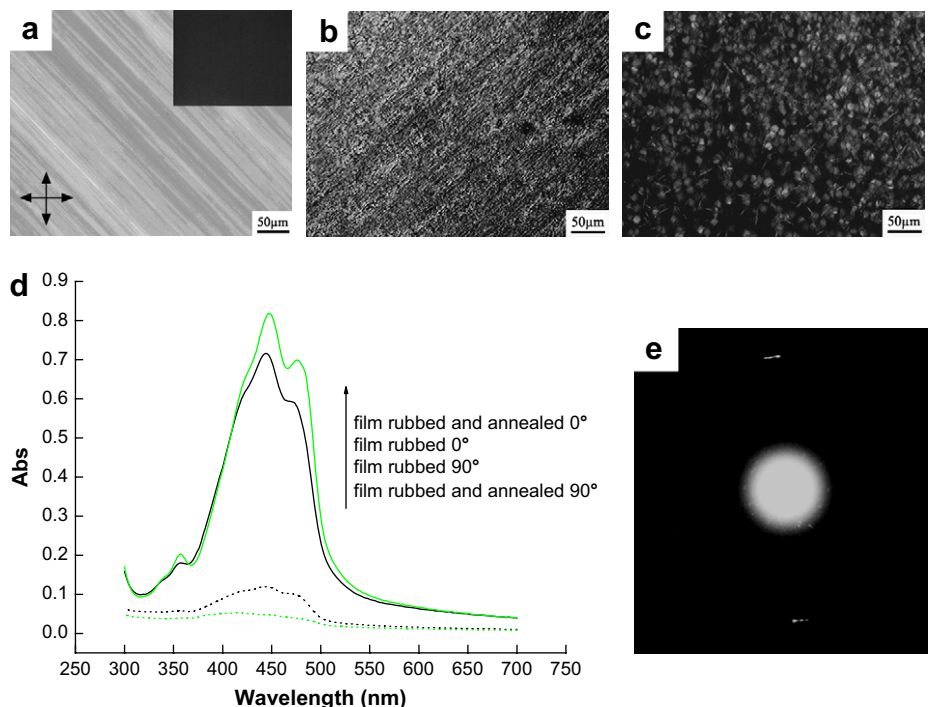 a
b
c
50μm
50μm
50μm
d
0.9
0.8
0.7
0.6
0.5
0.4
0.3
0.2
0.1
0.0
Abs
film rubbed and annealed 0°
film rubbed 0°
film rubbed 90°
film rubbed and annealed 90°
250 300 350 400 450 500 550 600 650 700 750
Wavelength (nm)
e